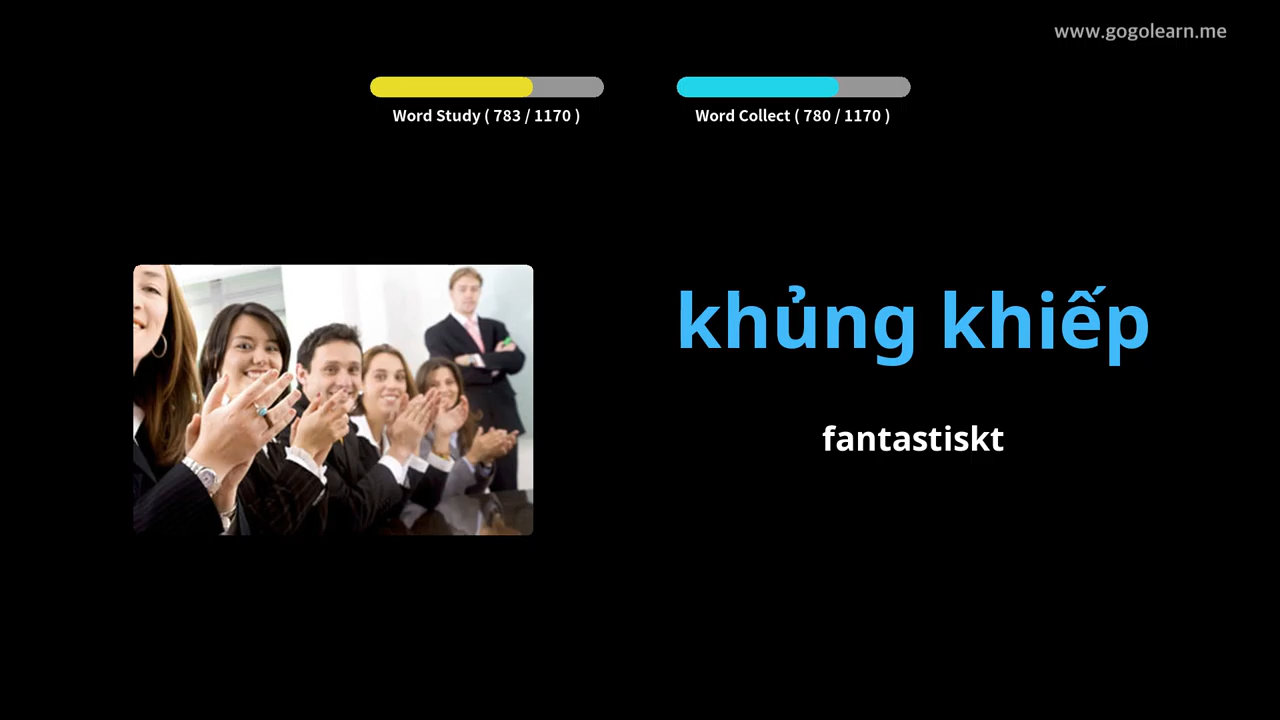 www.gogolearn.me
Word Study ( 783 / 1170 )
Word Collect ( 780 / 1170 )
khủng khiếp
fantastiskt